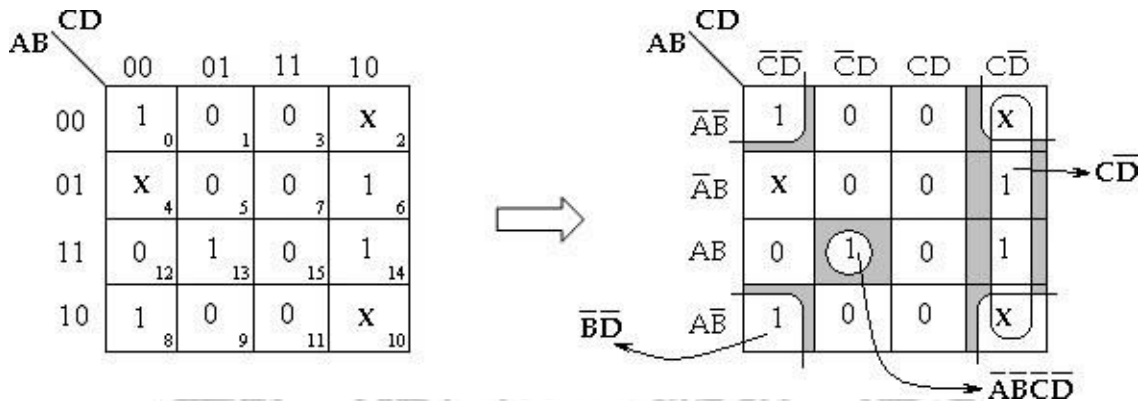 CD
AB
00 01 11 10
00 1 0 0 0 1 0 3 X 2
01 X 4 0 5 0 7 1 6
11 0 12 1 13 0 15 1 14
10 1 8 0 9 0 11 X 10
CD
AB
C̅D̅ C̅D CD CD̅
A̅B̅ 1 0 0 X
A̅B X 0 0 1
CD̅
AB 0 1 0 1
AB̅ 1 0 0 X
B̅D̅
A̅B̅C̅D̅